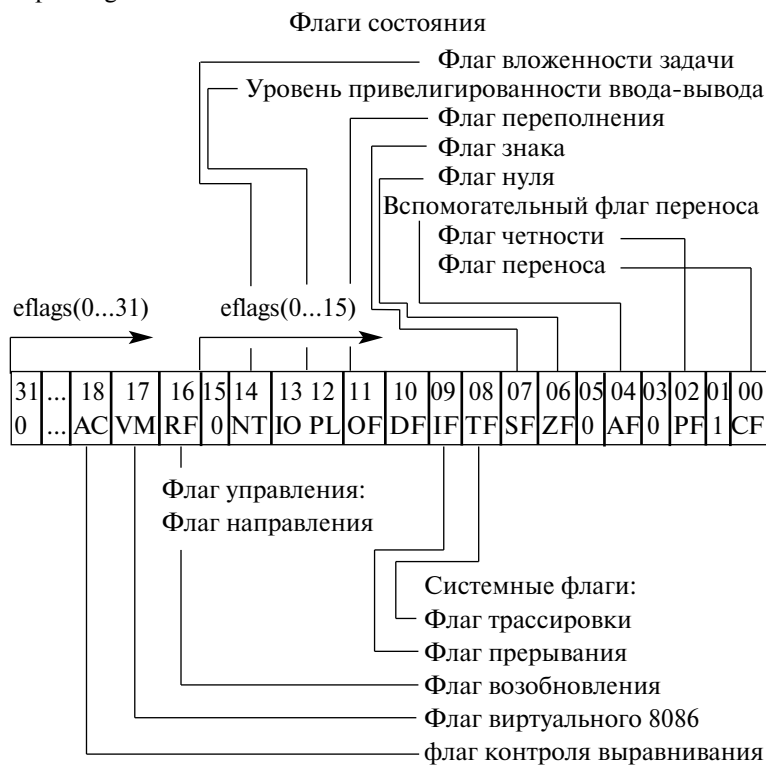 Флаги состояния
Флаг вложенности задачи
Уровень привелигированности ввода-вывода
Флаг переполнения
Флаг знака
Флаг нуля
Вспомогательный флаг переноса
Флаг четности
Флаг переноса
eflags(0...31) eflags(0...15)
31 ... 18 17 16 15 14 13 12 11 10 09 08 07 06 05 04 03 02 01 00
0 ... AC VM RF 0 NT IO PL OF DF IF TF SF ZF 0 AF 0 PF 1 CF
Флаг управления:
Флаг направления
Системные флаги:
Флаг трассировки
Флаг прерывания
Флаг возобновления
Флаг виртуального 8086
флаг контроля выравнивания